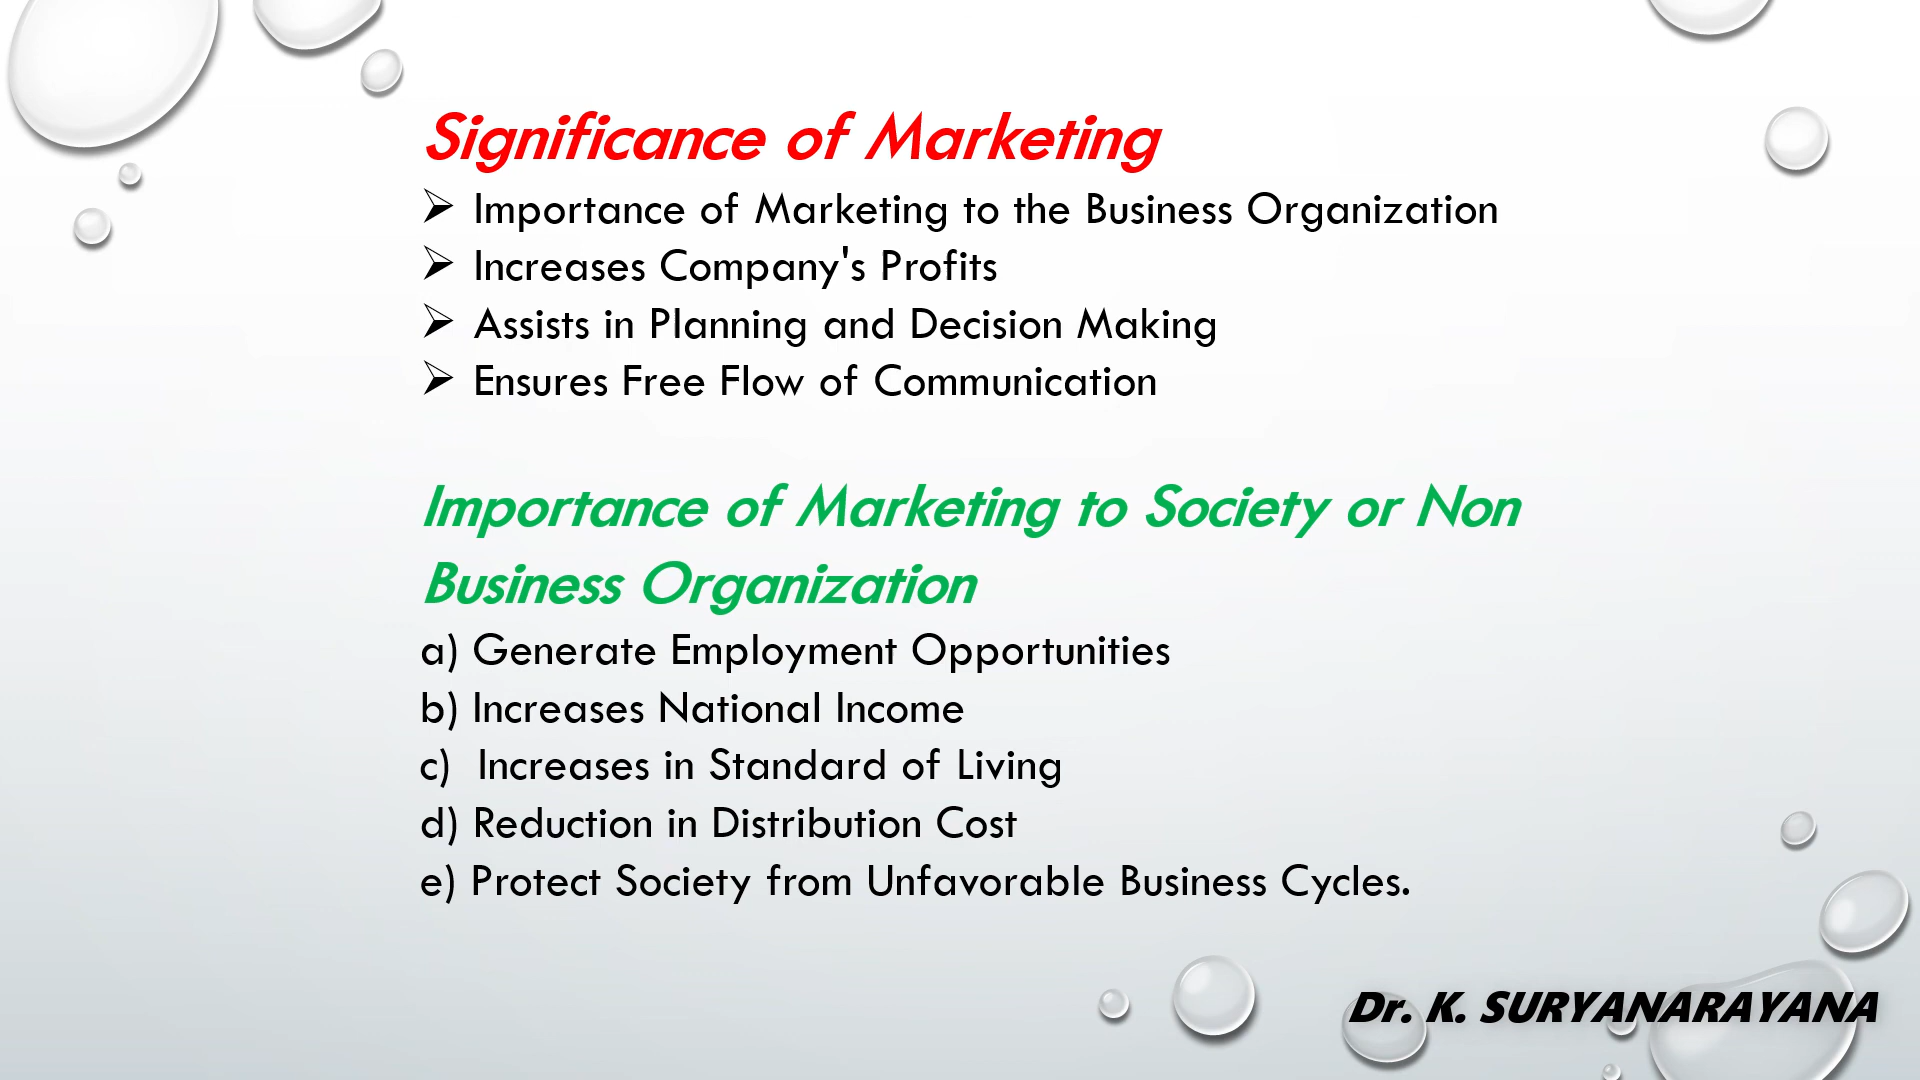 Significance of Marketing
➢ Importance of Marketing to the Business Organization
➢ Increases Company's Profits
➢ Assists in Planning and Decision Making
➢ Ensures Free Flow of Communication
Importance of Marketing to Society or Non
Business Organization
a) Generate Employment Opportunities
b) Increases National Income
c) Increases in Standard of Living
d) Reduction in Distribution Cost
e) Protect Society from Unfavorable Business Cycles.
Dr. K. SURYANARAYANA